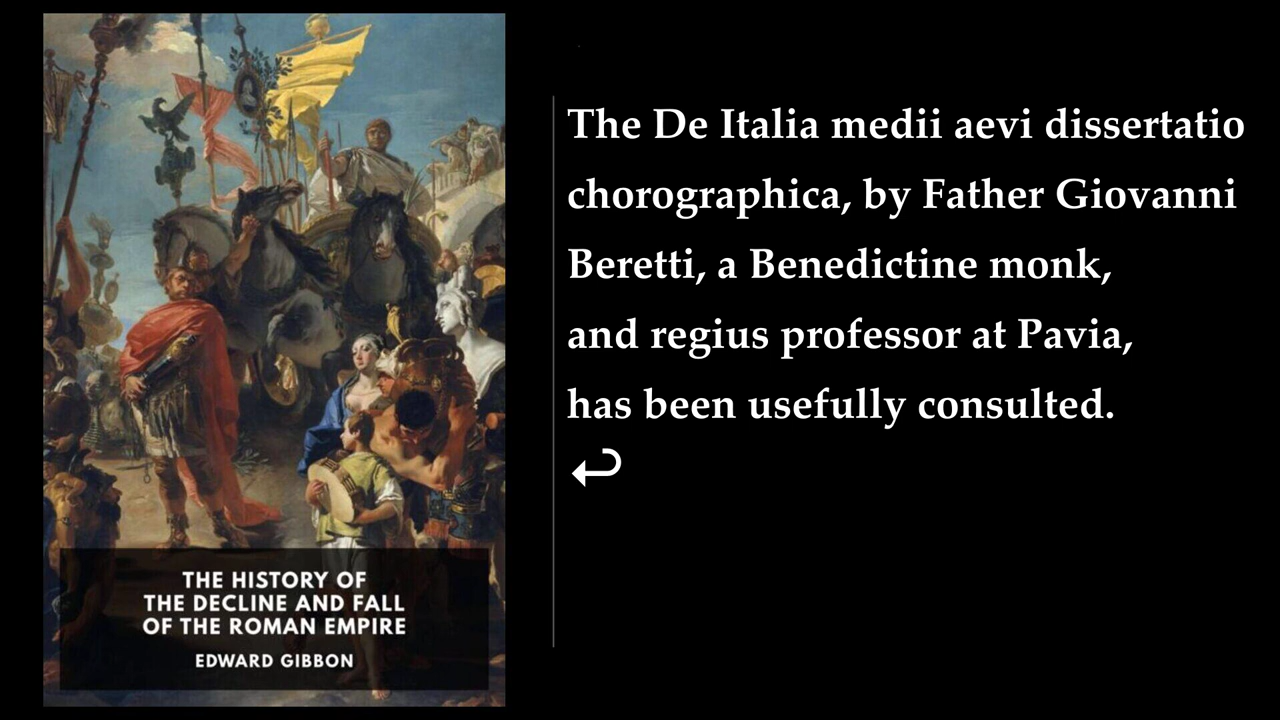 The De Italia medii aevi dissertatio
chorographica, by Father Giovanni
Beretti, a Benedictine monk,
and regius professor at Pavia,
has been usefully consulted.
↩
THE HISTORY OF
THE DECLINE AND FALL
OF THE ROMAN EMPIRE
EDWARD GIBBON